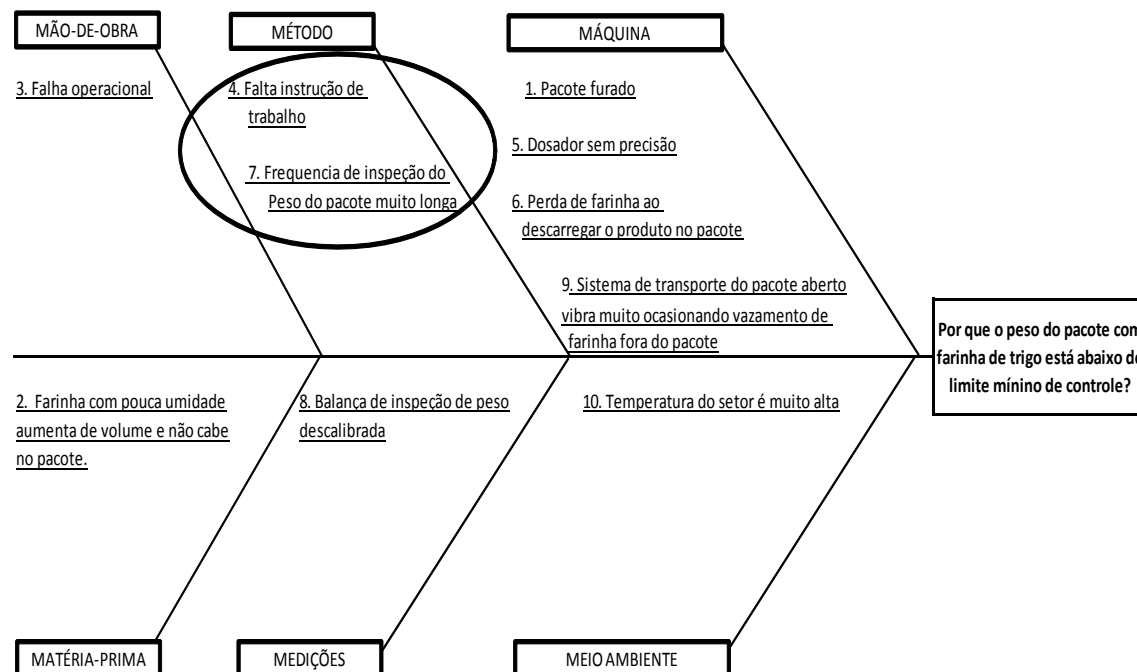 MÃO-DE-OBRA
MÉTODO
MÁQUINA
3. Falha operacional
4. Falta instrução de
trabalho
7. Frequencia de inspeção do
Peso do pacote muito longa
1. Pacote furado
5. Dosador sem precisão
6. Perda de farinha ao
descarregar o produto no pacote
9. Sistema de transporte do pacote aberto
vibra muito ocasionando vazamento de
farinha fora do pacote
Por que o peso do pacote
farinha de trigo está abaixo
limite mínino de controle?
2. Farinha com pouca umidade
aumenta de volume e não cabe
no pacote.
8. Balança de inspeção de peso
descalibrada
10. Temperatura do setor é muito alta
MATÉRIA-PRIMA
MEDIÇÕES
MEIO AMBIENTE